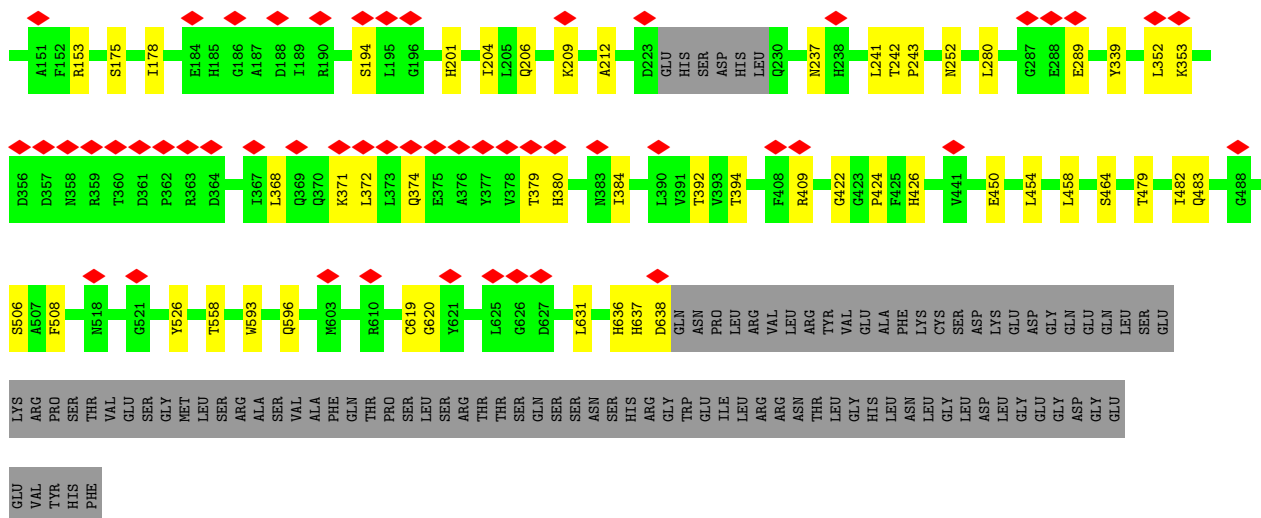 A151 F152 R153 S175 I178 E184 H185 G186 A187 D188 I189 R190 S194 L195 G196 H201 I204 L205 Q206 K209 A212 D223 GLU HIS SER ASP HIS LEU Q230 N237 H238 L241 T242 P243 N252 L280 G287 E288 E289 Y339 L352 K353
D356 D357 N358 R359 T360 D361 P362 R363 D364 I367 L368 Q369 Q370 K371 L372 L373 Q374 E375 A376 Y377 V378 T379 H380 N383 I384 L390 V391 T392 V393 T394 F408 R409 G422 G423 P424 F425 H426 V441 E450 L454 L458 S464 T479 I482 Q483 G488
S506 A507 F508 N518 G521 Y526 T558 W593 Q596 M603 R610 C619 G620 Y621 L625 G626 D627 L631 H636 H637 D638 GLN ASN PRO LEU ARG VAL LEU ARG TYR VAL GLU ALA PHE LYS CYS SER ASP LYS GLU ASP GLY GLN GLU GLN LEU SER GLU
LYS ARG PRO SER THR VAL GLU SER GLY MET LEU SER ARG ALA SER VAL ALA PHE GLN THR PRO SER LEU SER ARG THR THR SER GLN SER SER ASN SER HIS ARG GLY TRP GLU ILE LEU ARG ARG ASN THR LEU GLY HIS LEU ASN LEU GLY LEU ASP LEU GLY GLU GLY ASP GLY GLU
GLU VAL TYR HIS PHE